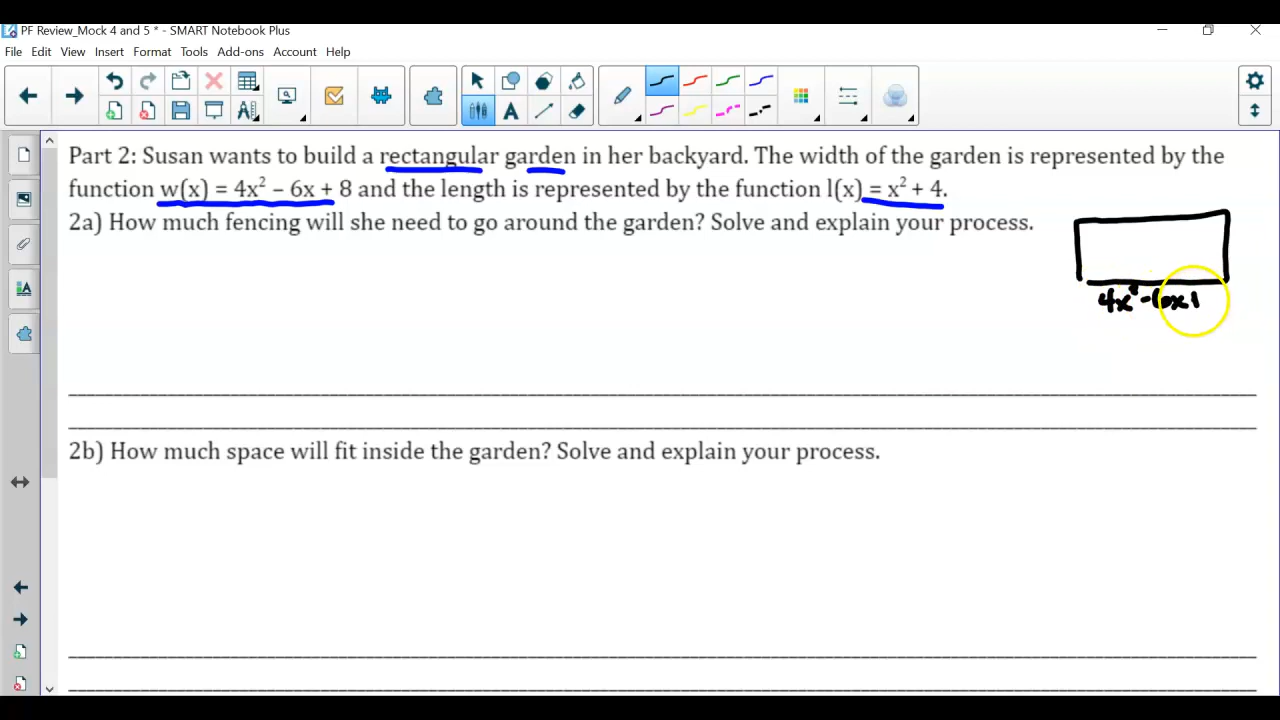 PF Review_Mock 4 and 5 * - SMART Notebook Plus
File Edit View Insert Format Tools Add-ons Account Help
Part 2: Susan wants to build a rectangular garden in her backyard. The width of the garden is represented by the
function w(x) = 4x² – 6x + 8 and the length is represented by the function l(x) = x² + 4.
2a) How much fencing will she need to go around the garden? Solve and explain your process.
4x² - 6x
2b) How much space will fit inside the garden? Solve and explain your process.